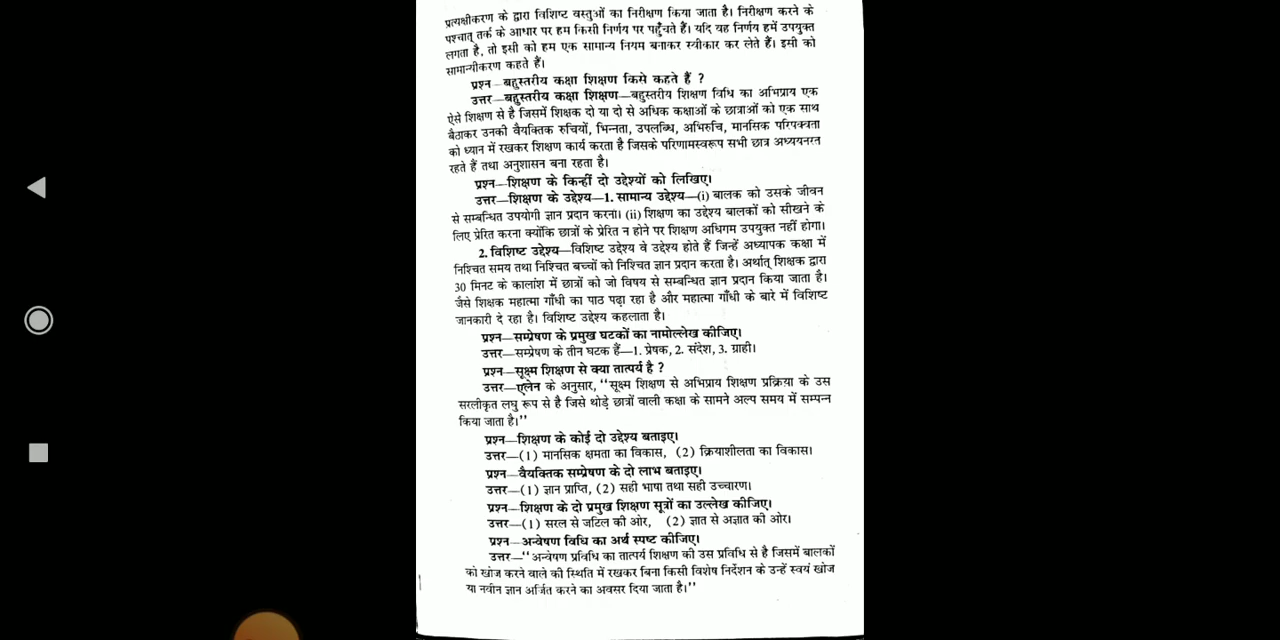 प्रत्यक्षीकरण के द्वारा विशिष्ट वस्तुओं का निरीक्षण किया जाता है। निरीक्षण करने के
पश्चात् तर्क के आधार पर हम किसी निर्णय पर पहुँचते हैं। यदि यह निर्णय हमें उपयुक्त
लगता है, तो इसी को हम एक सामान्य नियम बनाकर स्वीकार कर लेते हैं। इसी को
सामान्यीकरण कहते हैं।
प्रश्न–बहुस्तरीय कक्षा शिक्षण किसे कहते हैं ?
उत्तर—बहुस्तरीय कक्षा शिक्षण—बहुस्तरीय शिक्षण विधि का अभिप्राय एक
ऐसे शिक्षण से है जिसमें शिक्षक दो या दो से अधिक कक्षाओं के छात्राओं को एक साथ
बैठाकर उनकी वैयक्तिक रुचियों, भिन्नता, उपलब्धि, अभिरुचि, मानसिक परिपक्वता
को ध्यान में रखकर शिक्षण कार्य करता है जिसके परिणामस्वरूप सभी छात्र अध्ययनरत
रहते हैं तथा अनुशासन बना रहता है।
प्रश्न—शिक्षण के किन्हीं दो उद्देश्यों को लिखिए।
उत्तर—शिक्षण के उद्देश्य—1. सामान्य उद्देश्य—(i) बालक को उसके जीवन
से सम्बन्धित उपयोगी ज्ञान प्रदान करना। (ii) शिक्षण का उद्देश्य बालकों को सीखने के
लिए प्रेरित करना क्योंकि छात्रों के प्रेरित न होने पर शिक्षण अधिगम उपयुक्त नहीं होगा।
2. विशिष्ट उद्देश्य—विशिष्ट उद्देश्य वे उद्देश्य होते हैं जिन्हें अध्यापक कक्षा में
निश्चित समय तथा निश्चित बच्चों को निश्चित ज्ञान प्रदान करता है। अर्थात् शिक्षक द्वारा
30 मिनट के कालांश में छात्रों को जो विषय से सम्बन्धित ज्ञान प्रदान किया जाता है।
जैसे शिक्षक महात्मा गाँधी का पाठ पढ़ा रहा है और महात्मा गाँधी के बारे में विशिष्ट
जानकारी दे रहा है। विशिष्ट उद्देश्य कहलाता है।
प्रश्न—सम्प्रेषण के प्रमुख घटकों का नामोल्लेख कीजिए।
उत्तर—सम्प्रेषण के तीन घटक हैं—1. प्रेषक, 2. संदेश, 3. ग्राही।
प्रश्न—सूक्ष्म शिक्षण से क्या तात्पर्य है ?
उत्तर—एलेन के अनुसार, ''सूक्ष्म शिक्षण से अभिप्राय शिक्षण प्रक्रिया के उस
सरलीकृत लघु रूप से है जिसे थोड़े छात्रों वाली कक्षा के सामने अल्प समय में सम्पन्न
किया जाता है।''
प्रश्न—शिक्षण के कोई दो उद्देश्य बताइए।
उत्तर—(1) मानसिक क्षमता का विकास, (2) क्रियाशीलता का विकास।
प्रश्न—वैयक्तिक सम्प्रेषण के दो लाभ बताइए।
उत्तर—(1) ज्ञान प्राप्ति, (2) सही भाषा तथा सही उच्चारण।
प्रश्न—शिक्षण के दो प्रमुख शिक्षण सूत्रों का उल्लेख कीजिए।
उत्तर—(1) सरल से जटिल की ओर, (2) ज्ञात से अज्ञात की ओर।
प्रश्न—अन्वेषण विधि का अर्थ स्पष्ट कीजिए।
उत्तर—''अन्वेषण प्रविधि का तात्पर्य शिक्षण की उस प्रविधि से है जिसमें बालकों
को खोज करने वाले की स्थिति में रखकर बिना किसी विशेष निर्देशन के उन्हें स्वयं खोज
या नवीन ज्ञान अर्जित करने का अवसर दिया जाता है।''